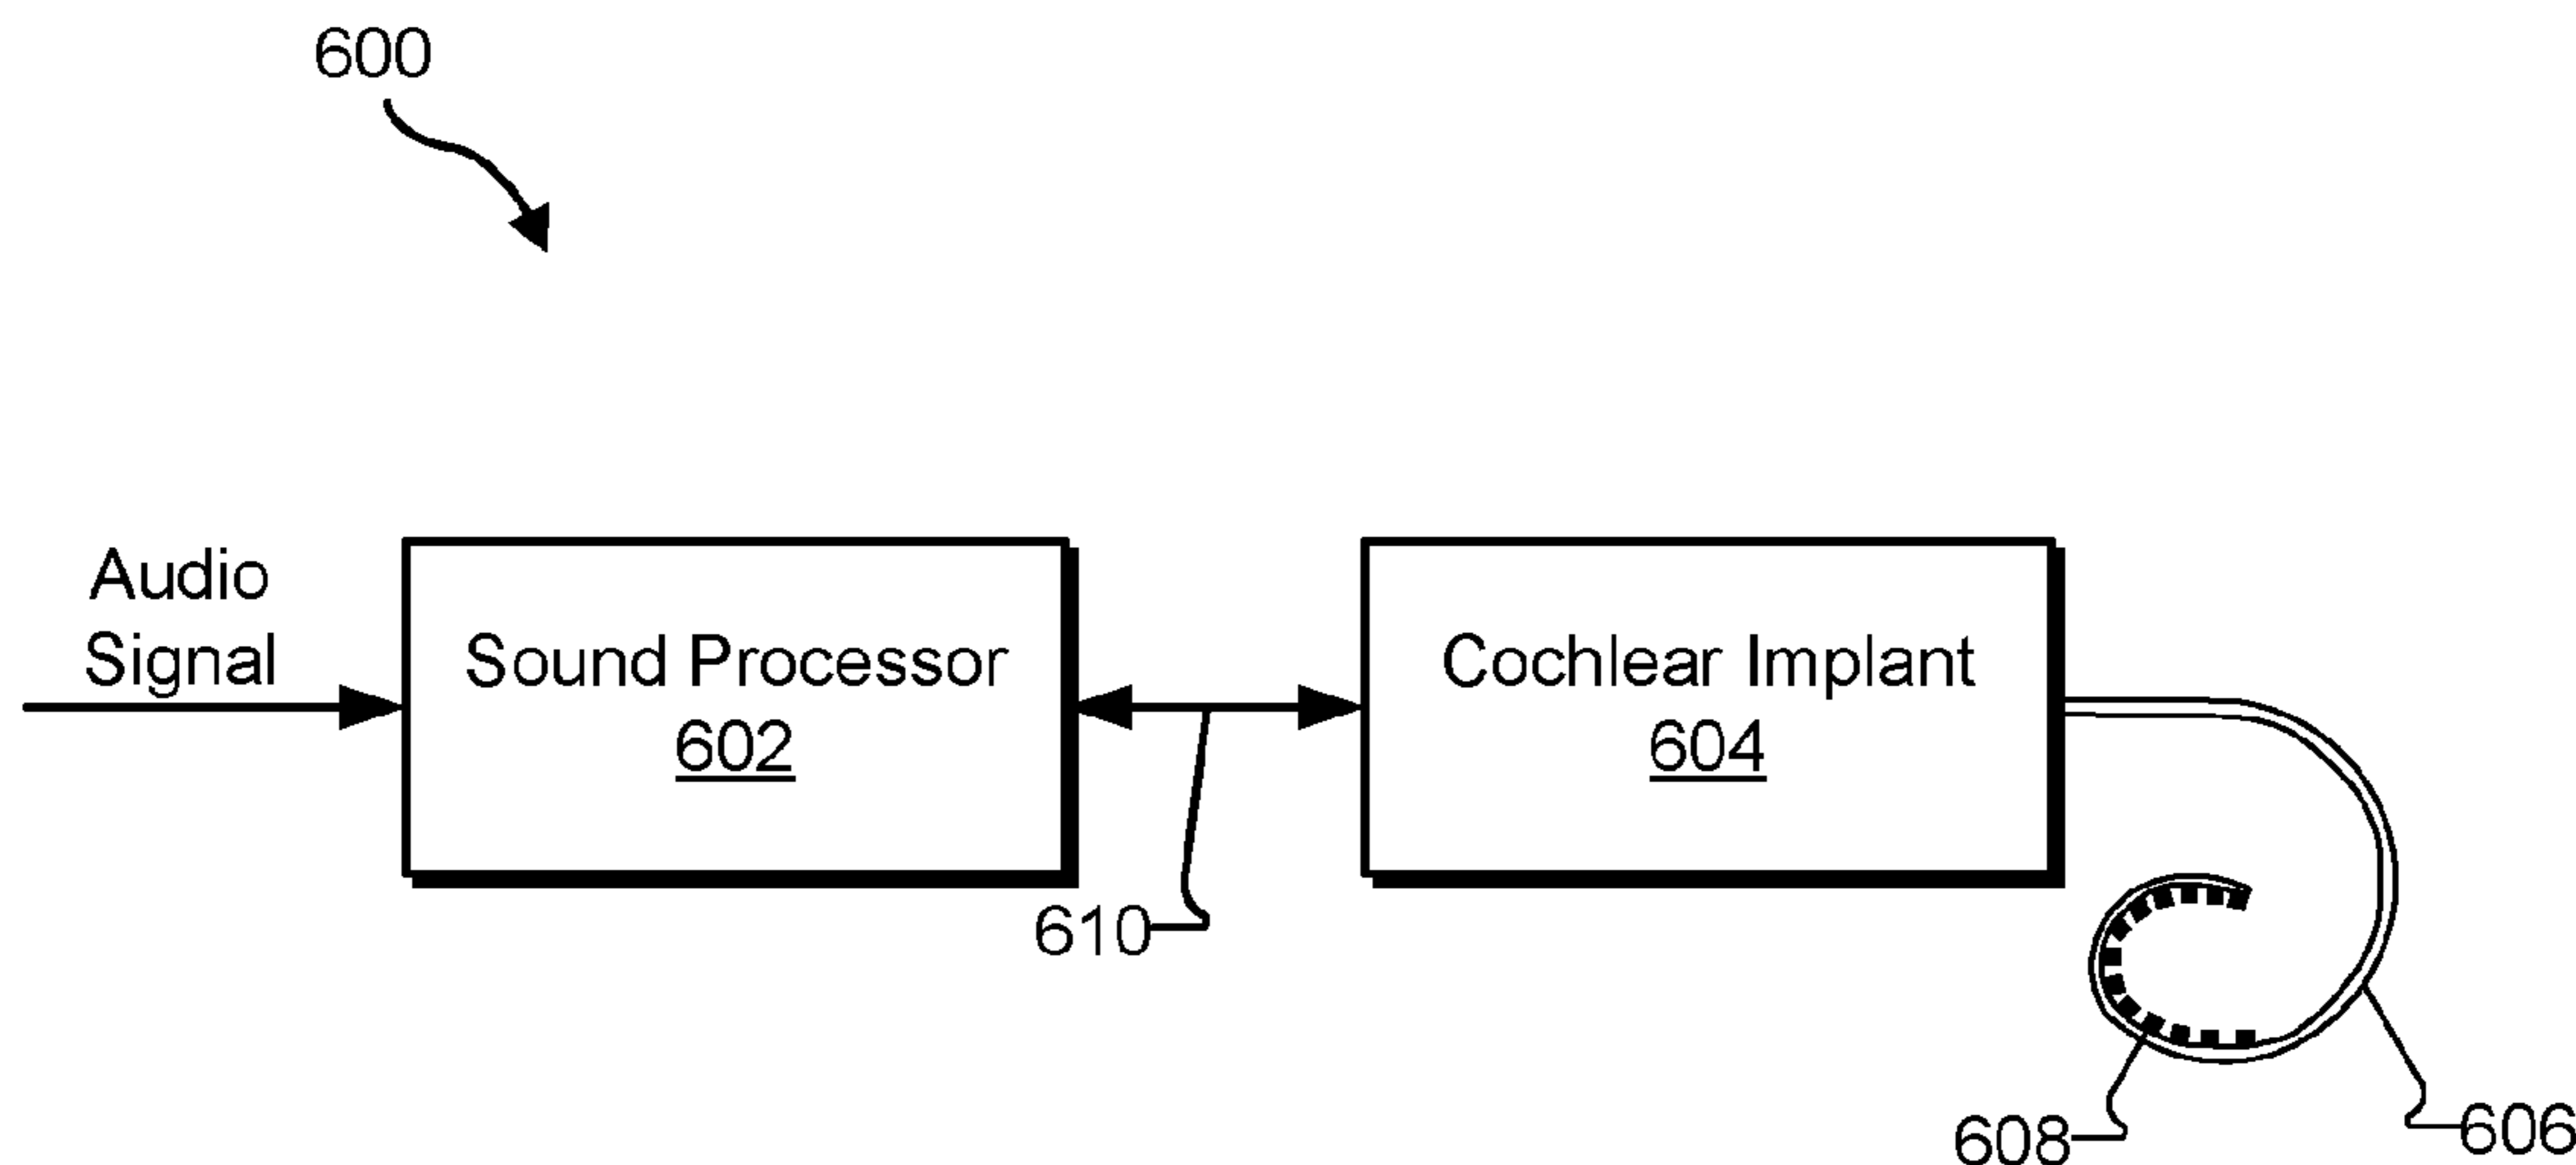 600
Audio
Signal
Sound Processor
602
Cochlear Implant
604
610
608
606